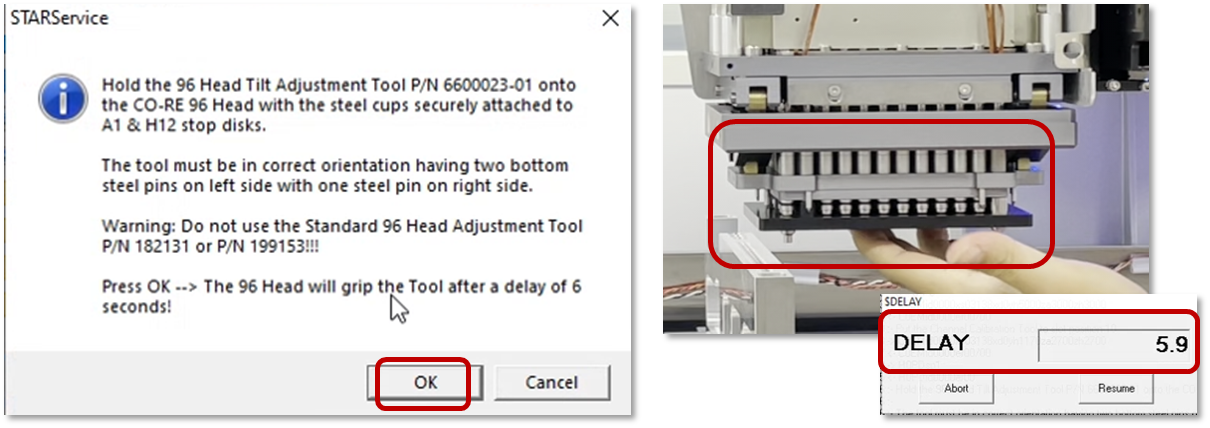 STARService
Hold the 96 Head Tilt Adjustment Tool P/N 6600023-01 onto
the CO-RE 96 Head with the steel cups securely attached to
A1 & H12 stop disks.
The tool must be in correct orientation having two bottom
steel pins on left side with one steel pin on right side.
Warning: Do not use the Standard 96 Head Adjustment Tool
P/N 182131 or P/N 199153!!!
Press OK --> The 96 Head will grip the Tool after a delay of 6
seconds!
OK
Cancel
SDELAY
DELAY
5.9
Abort
Resume